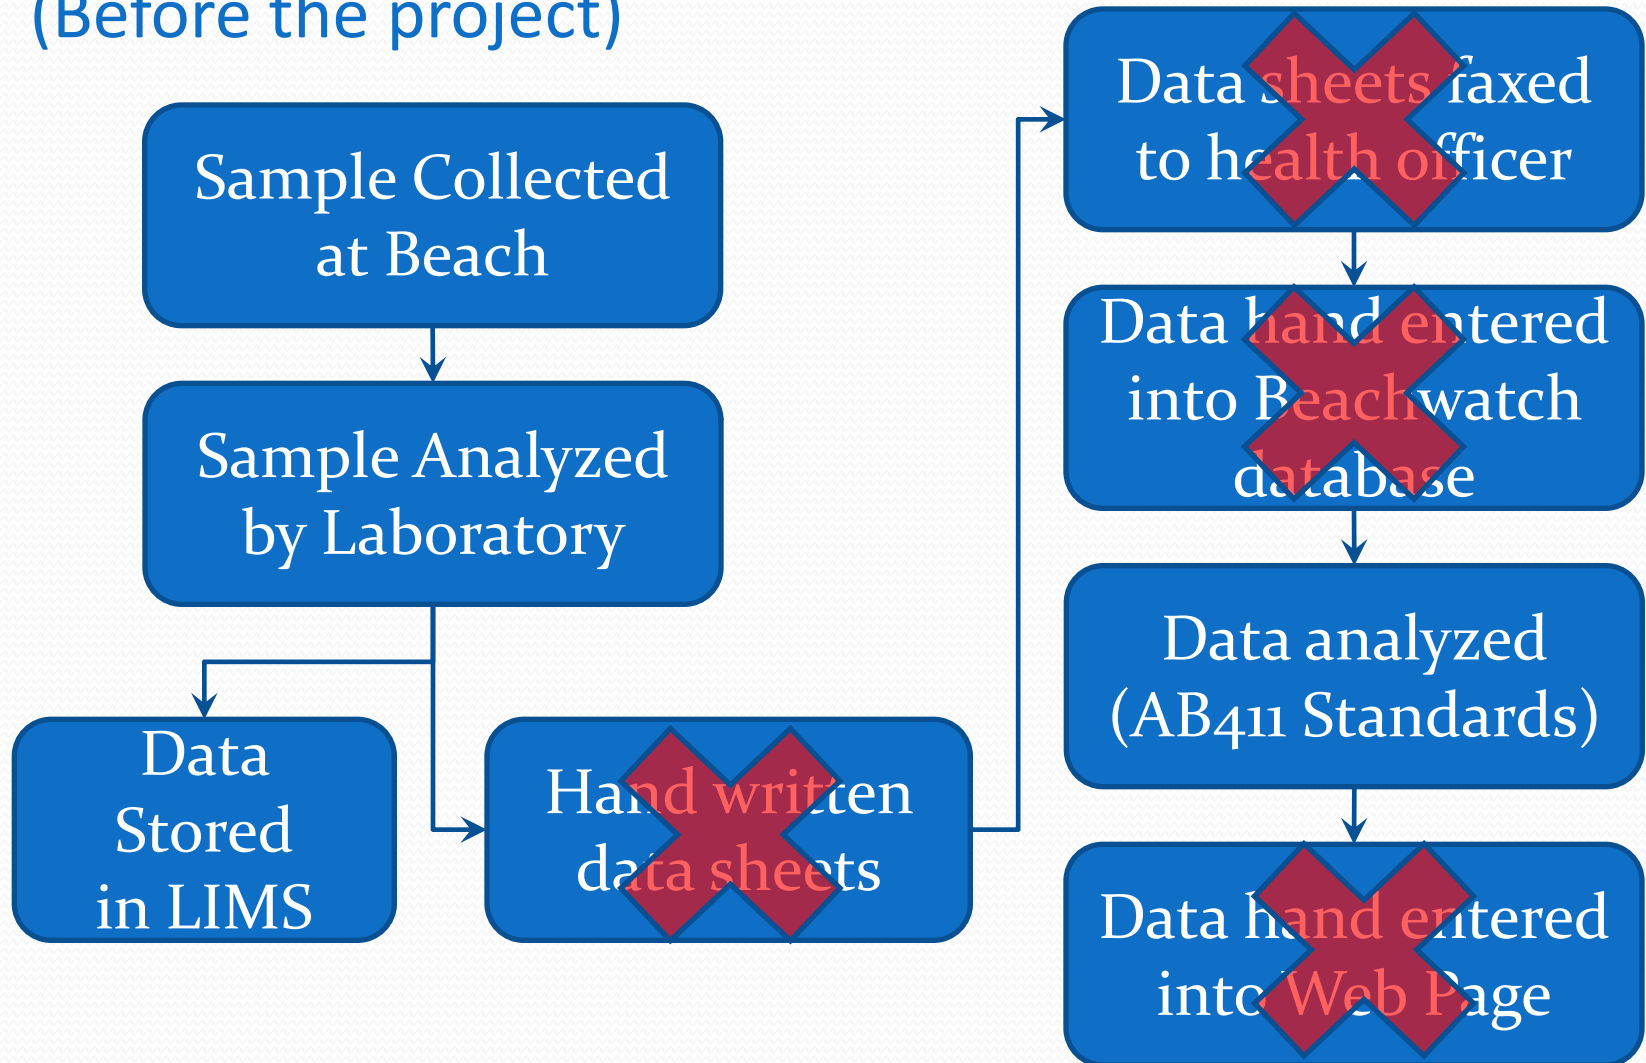 (Before the project)
Sample Collected
at Beach
Sample Analyzed
by Laboratory
Data
Stored
in LIMS
Hand written
data sheets
Data sheets faxed
to health officer
Data hand entered
into Beachwatch
database
Data analyzed
(AB411 Standards)
Data hand entered
into Web Page